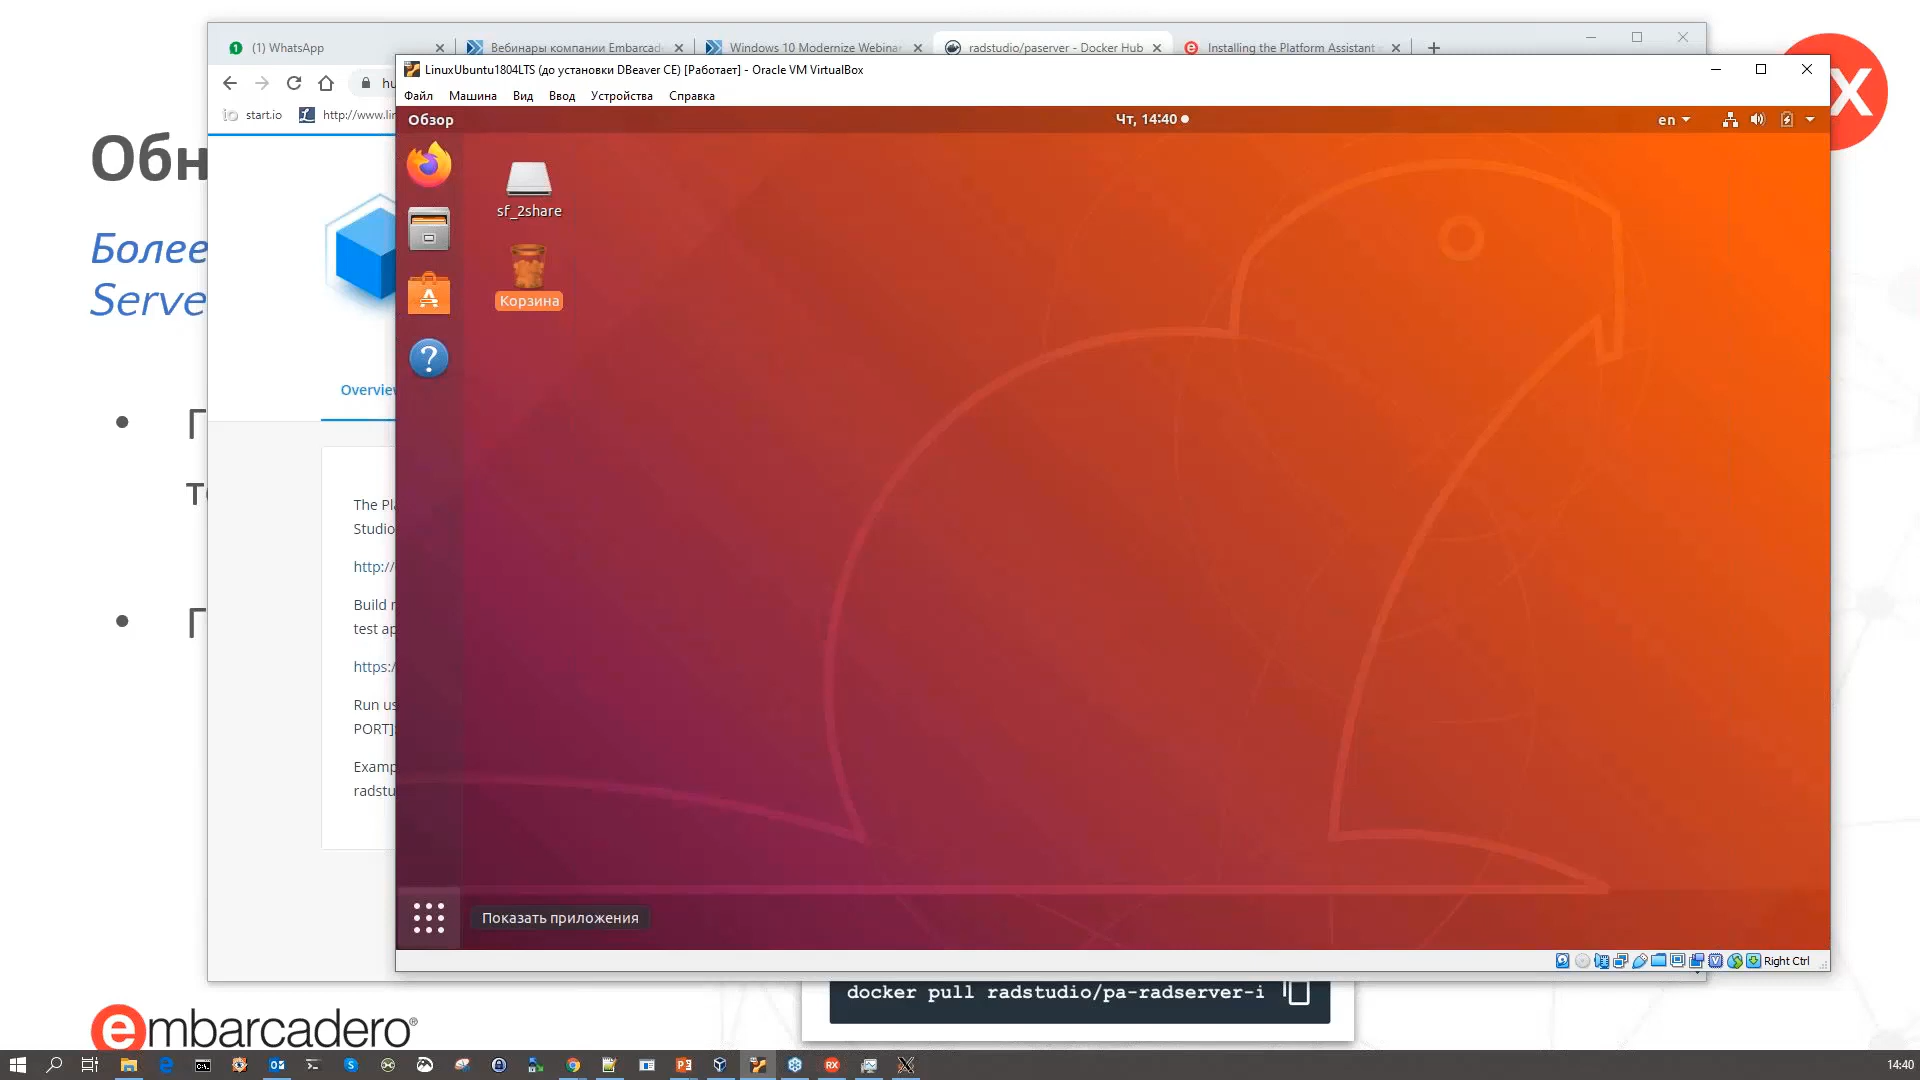 (1) WhatsApp
Вебинары компании Embarcade
Windows 10 Modernize Webinar
radstudio/paserver - Docker Hub
Installing the Platform Assistant
LinuxUbuntu1804LTS (до установки DBeaver CE) [Работает] - Oracle VM VirtualBox
Файл Машина Вид Ввод Устройства Справка
start.io
http://www.lin
Обзор
Чт, 14:40
en
sf_2share
Корзина
Показать приложения
Right Ctrl
X
Обн
Более
Serve
Overview
The Pla
Studio
http://
Build
test ap
https:/
Run us
PORT]
Examp
radstu
docker pull radstudio/pa-radserver-i
embarcadero®
14:40